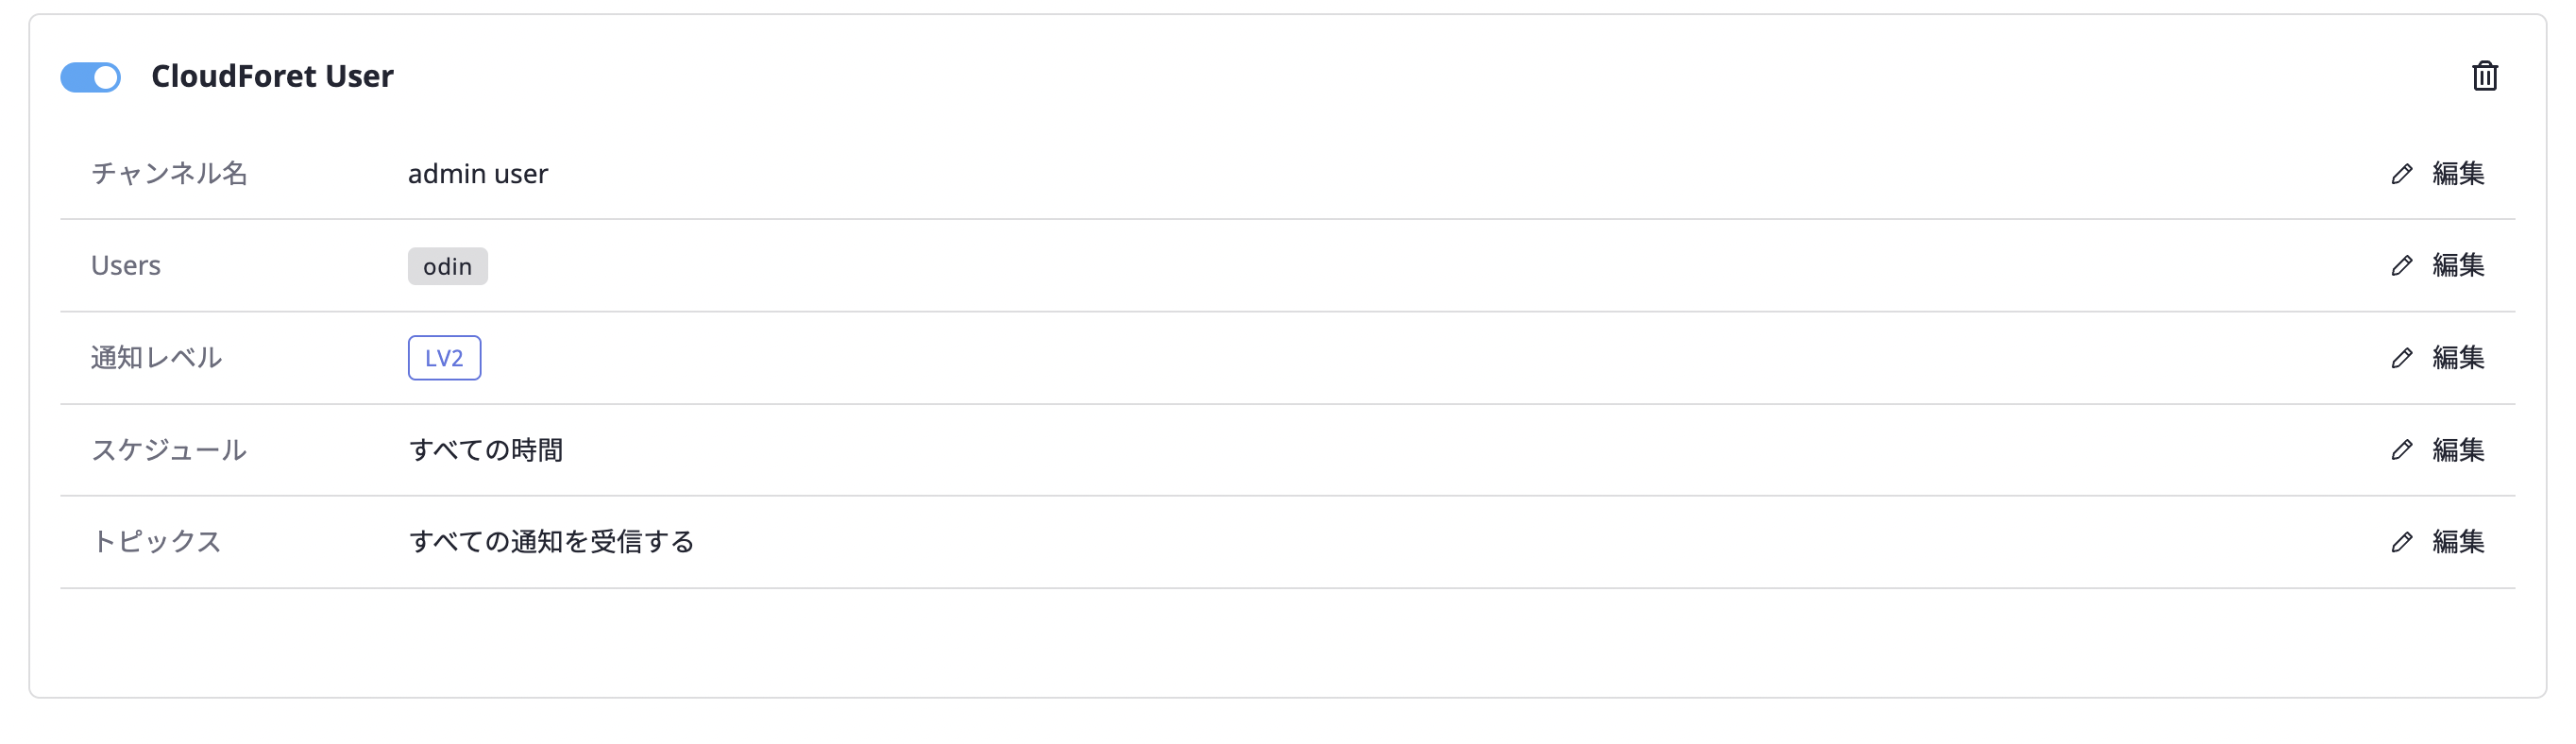 CloudForet User
チャンネル名 admin user 編集
Users odin 編集
通知レベル LV2 編集
スケジュール すべての時間 編集
トピックス すべての通知を受信する 編集